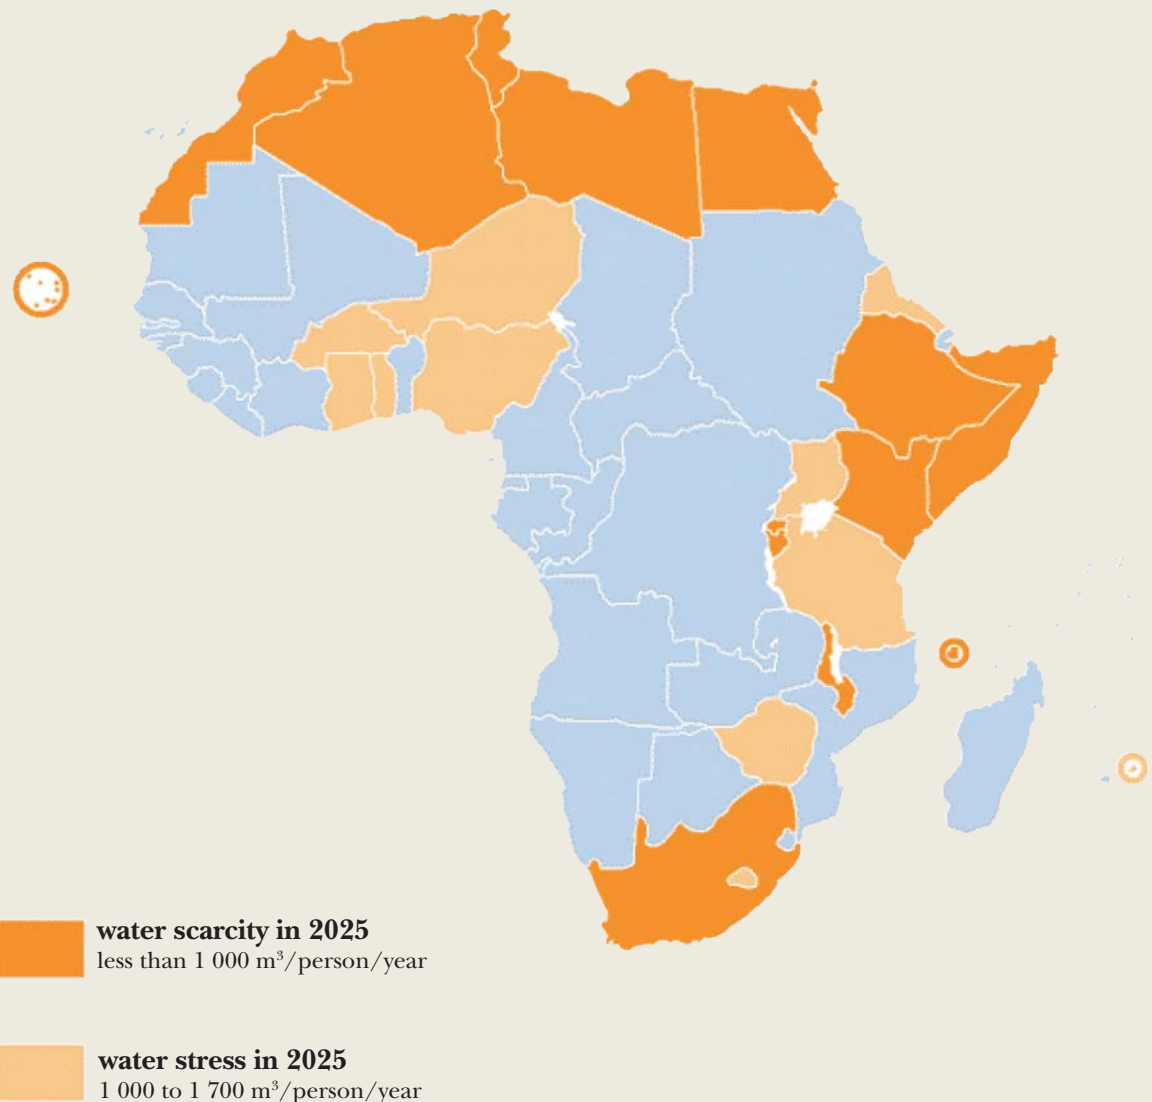 water scarcity in 2025
less than 1 000 m³/person/year
water stress in 2025
1 000 to 1 700 m³/person/year